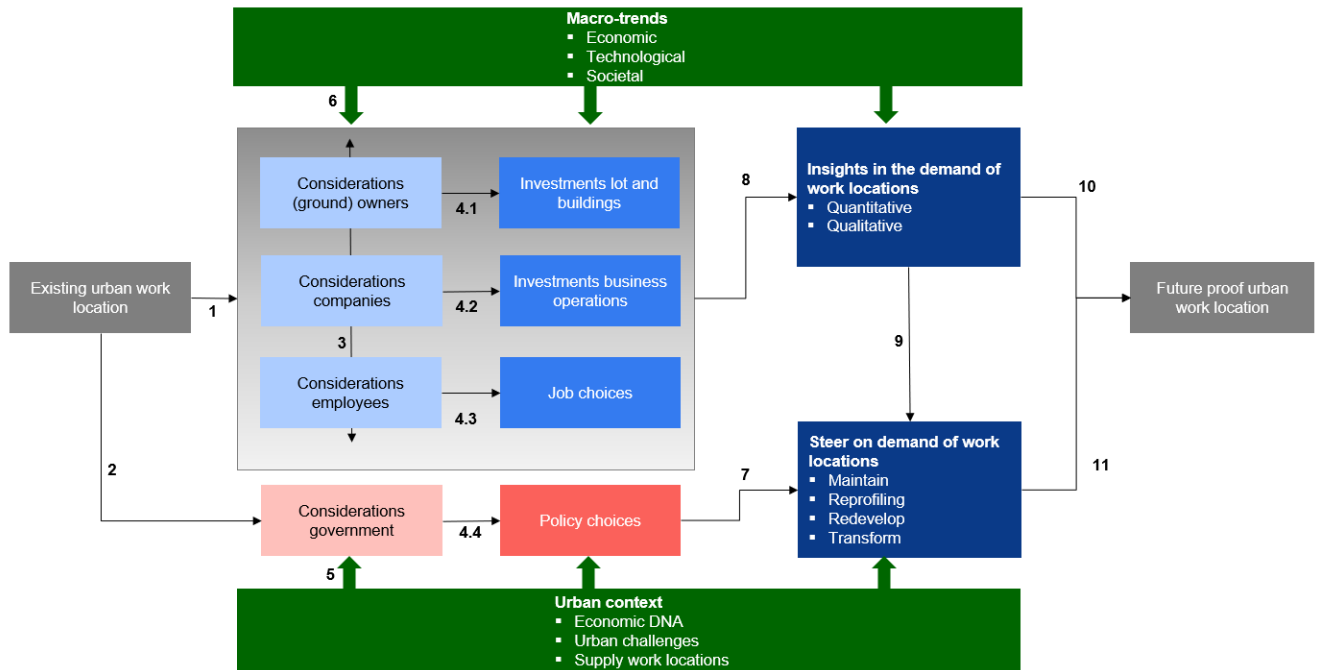 Macro-trends
▪ Economic
▪ Technological
▪ Societal
6
Considerations
(ground) owners
4.1
Investments lot and
buildings
8
Insights in the demand of
work locations
▪ Quantitative
▪ Qualitative
10
Existing urban work
location
1
Considerations
companies
4.2
Investments business
operations
Future proof urban
work location
3
9
Considerations
employees
4.3
Job choices
2
Considerations
government
4.4
Policy choices
7
Steer on demand of work
locations
▪ Maintain
▪ Reprofiling
▪ Redevelop
▪ Transform
11
5
Urban context
▪ Economic DNA
▪ Urban challenges
▪ Supply work locations